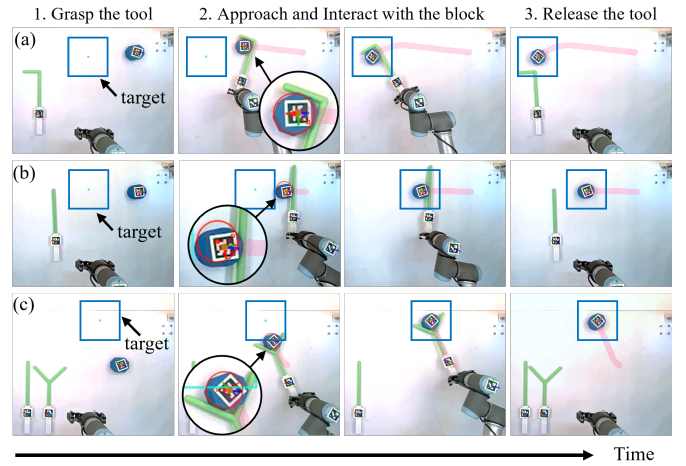 1. Grasp the tool
2. Approach and Interact with the block
3. Release the tool
(a)
target
(b)
target
(c)
target
Time